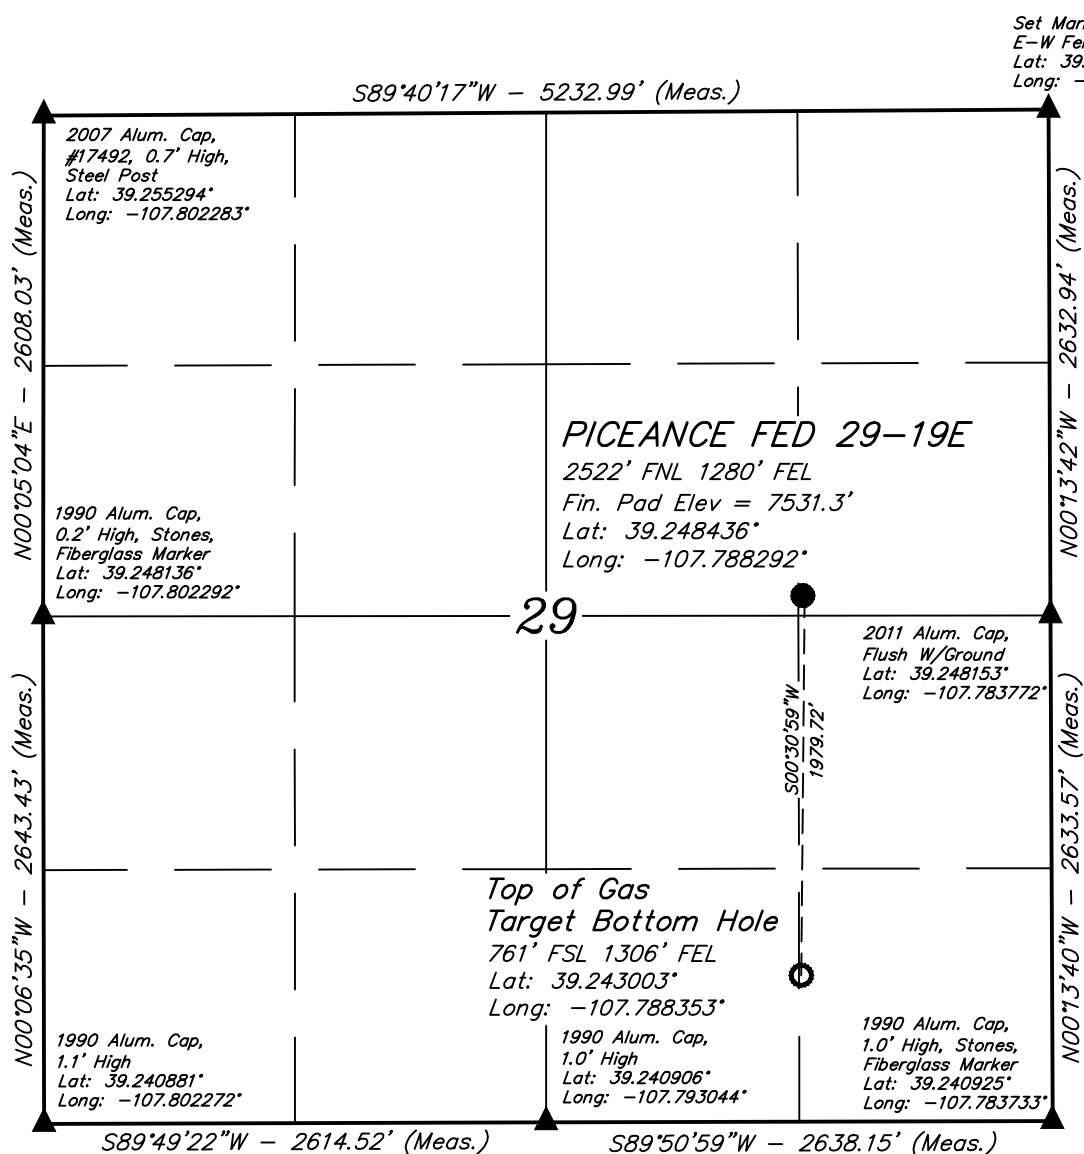 Set Mar
E-W Fe
Lat: 39.
Long: -
S89°40'17"W - 5232.99' (Meas.)
2007 Alum. Cap,
#17492, 0.7' High,
Steel Post
Lat: 39.255294°
Long: -107.802283°
N00°05'04"E - 2608.03' (Meas.)
N00°13'42"W - 2632.94' (Meas.)
PICEANCE FED 29-19E
2522' FNL 1280' FEL
Fin. Pad Elev = 7531.3'
Lat: 39.248436°
Long: -107.788292°
1990 Alum. Cap,
0.2' High, Stones,
Fiberglass Marker
Lat: 39.248136°
Long: -107.802292°
29
2011 Alum. Cap,
Flush W/Ground
Lat: 39.248153°
Long: -107.783772°
S00°30'59"W
1979.72'
N00°06'35"W - 2643.43' (Meas.)
N00°13'40"W - 2633.57' (Meas.)
Top of Gas
Target Bottom Hole
761' FSL 1306' FEL
Lat: 39.243003°
Long: -107.788353°
1990 Alum. Cap,
1.1' High
Lat: 39.240881°
Long: -107.802272°
1990 Alum. Cap,
1.0' High
Lat: 39.240906°
Long: -107.793044°
1990 Alum. Cap,
1.0' High, Stones,
Fiberglass Marker
Lat: 39.240925°
Long: -107.783733°
S89°49'22"W - 2614.52' (Meas.)
S89°50'59"W - 2638.15' (Meas.)